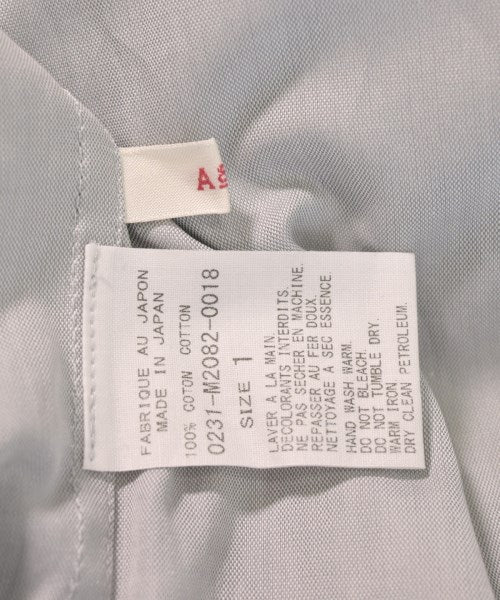 A
FABRIQUE AU JAPON
MADE IN JAPAN
100% COTON COTTON
0231-M2082-0018
SIZE 1
LAVER A LA MAIN
DECOLORANTS INTERDITS.
NE PAS SECHER EN MACHINE.
REPASSER AU FER DOUX.
NETTOYAGE A SEC ESSENCE
HAND WASH WARM.
DO NOT BLEACH.
DO NOT TUMBLE DRY.
WARM IRON
DRY CLEAN PETROLEUM.